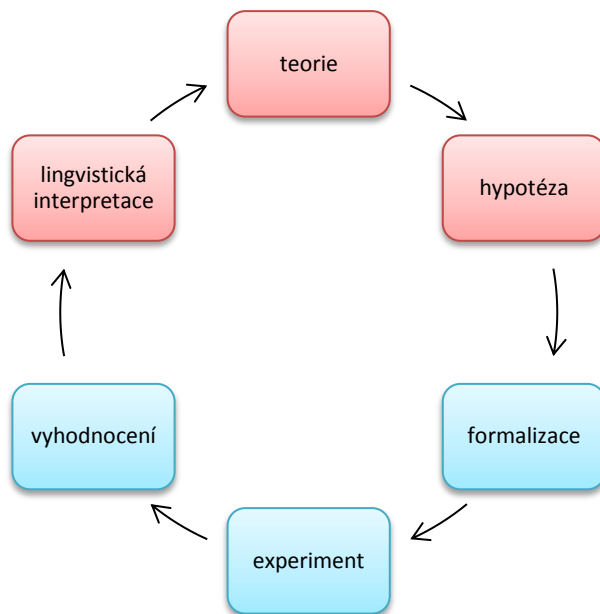 teorie
hypotéza
formalizace
experiment
vyhodnocení
lingvistická
interpretace